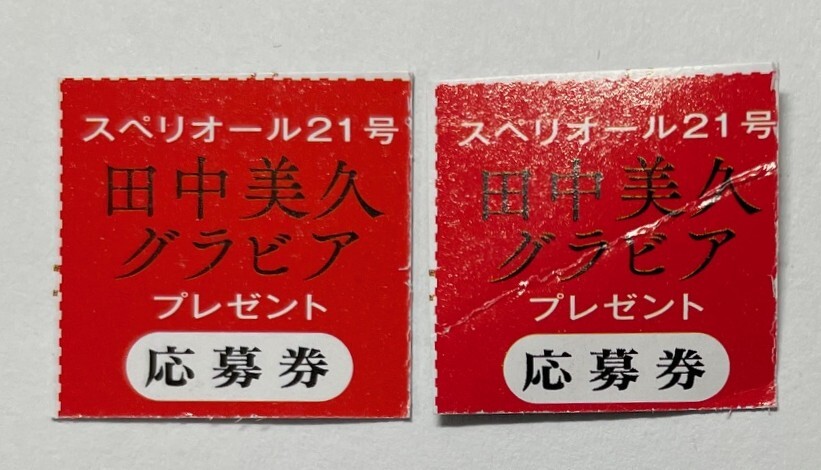 スペリオール21号
田中美久
グラビア
プレゼント
応募券
スペリオール21号
田中美久
グラビア
プレゼント
応募券